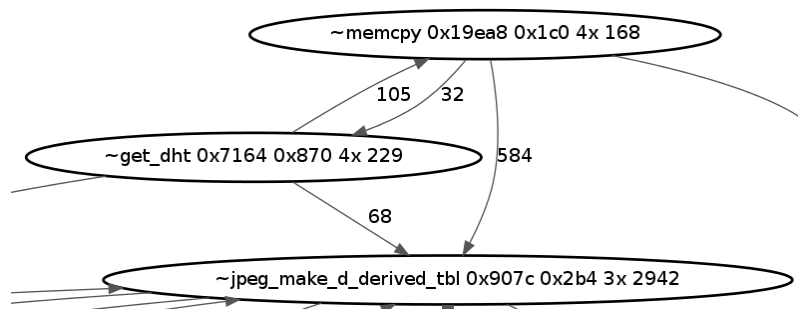 ~memcpy 0x19ea8 0x1c0 4x 168
105
32
~get_dht 0x7164 0x870 4x 229
584
68
~jpeg_make_d_derived_tbl 0x907c 0x2b4 3x 2942